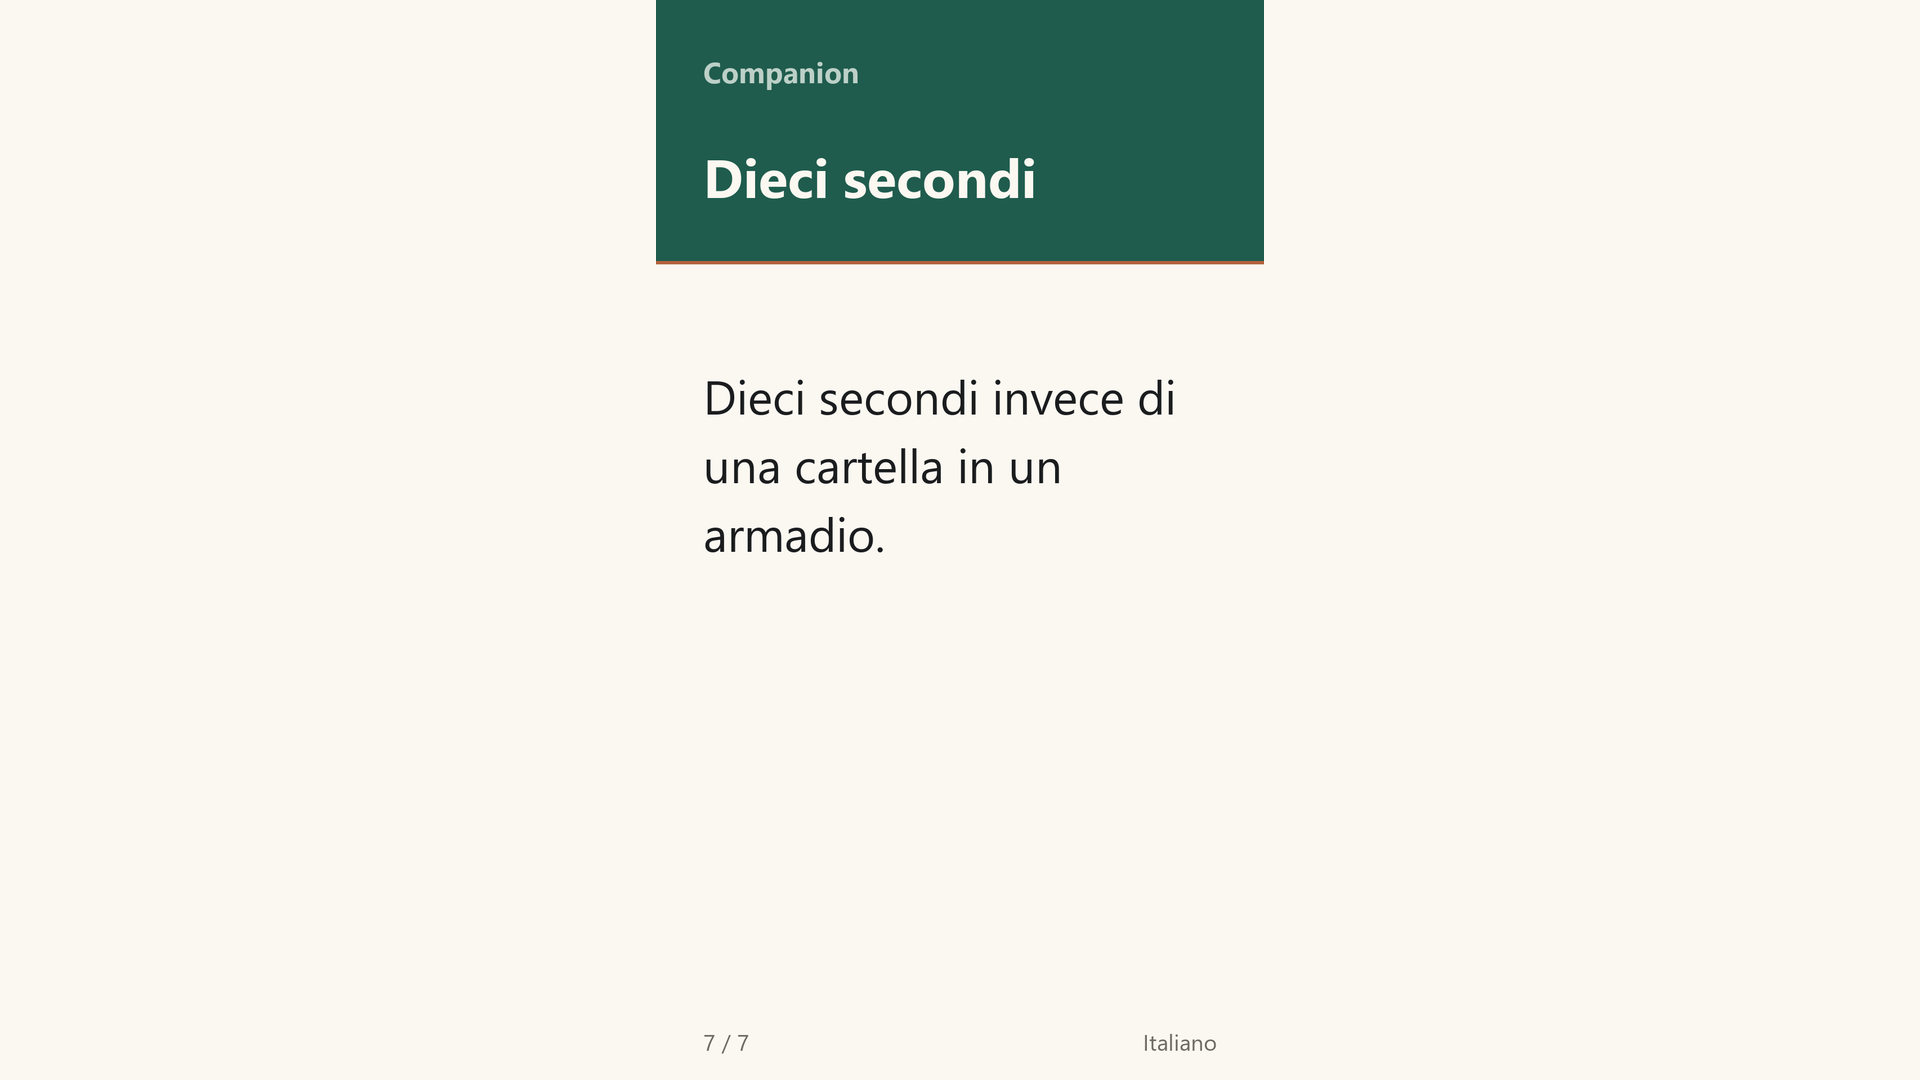 Companion
Dieci secondi
Dieci secondi invece di
una cartella in un
armadio.
7 / 7
Italiano